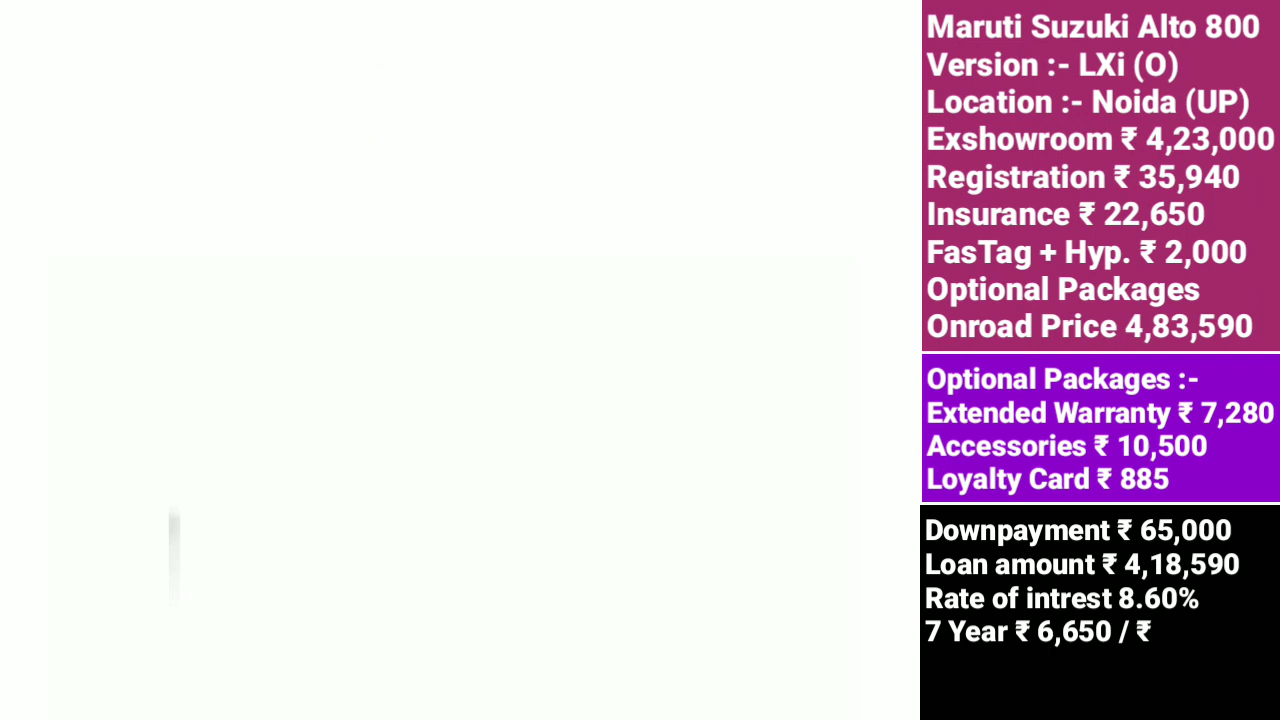 Maruti Suzuki Alto 800
Version :- LXi (O)
Location :- Noida (UP)
Exshowroom ₹ 4,23,000
Registration ₹ 35,940
Insurance ₹ 22,650
FasTag + Hyp. ₹ 2,000
Optional Packages
Onroad Price 4,83,590
Optional Packages :-
Extended Warranty ₹ 7,280
Accessories ₹ 10,500
Loyalty Card ₹ 885
Downpayment ₹ 65,000
Loan amount ₹ 4,18,590
Rate of intrest 8.60%
7 Year ₹ 6,650 / ₹